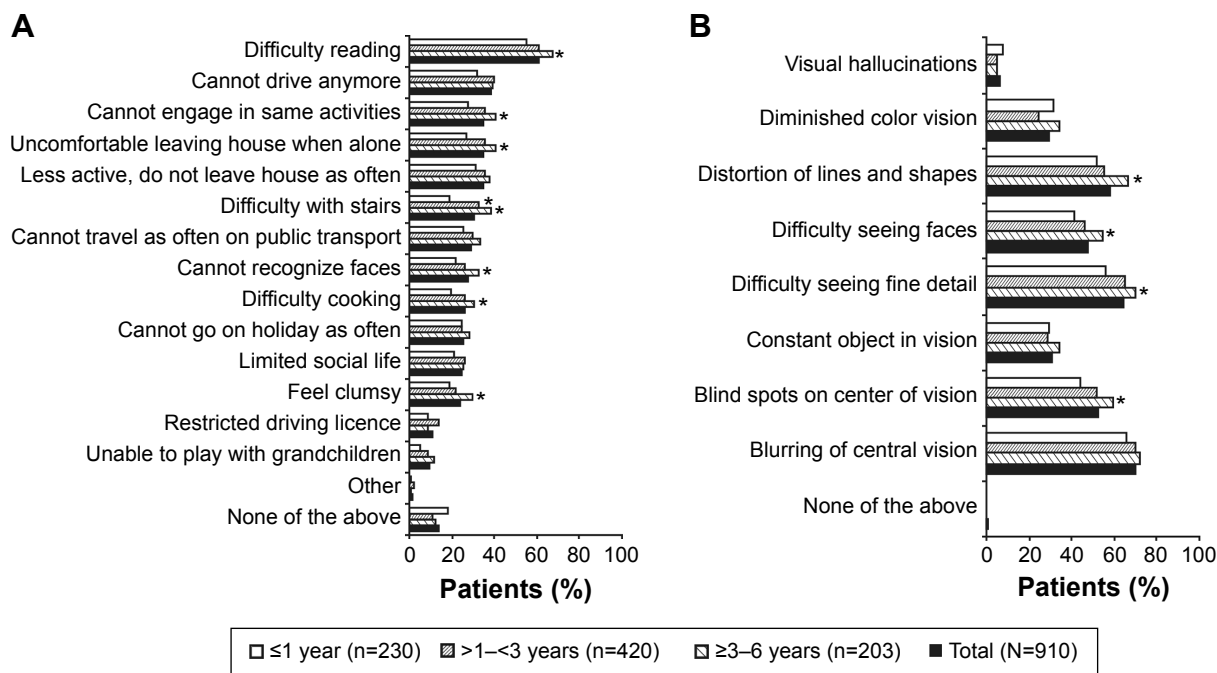 A
Difficulty reading
*
Cannot drive anymore
Cannot engage in same activities
*
Uncomfortable leaving house when alone
*
Less active, do not leave house as often
Difficulty with stairs
*
*
Cannot travel as often on public transport
Cannot recognize faces
*
Difficulty cooking
*
Cannot go on holiday as often
Limited social life
Feel clumsy
*
Restricted driving licence
Unable to play with grandchildren
Other
None of the above
0 20 40 60 80 100
Patients (%)
B
Visual hallucinations
Diminished color vision
Distortion of lines and shapes
*
Difficulty seeing faces
*
Difficulty seeing fine detail
*
Constant object in vision
Blind spots on center of vision
*
Blurring of central vision
None of the above
0 20 40 60 80 100
Patients (%)
≤1 year (n=230) >1–<3 years (n=420) ≥3–6 years (n=203) Total (N=910)